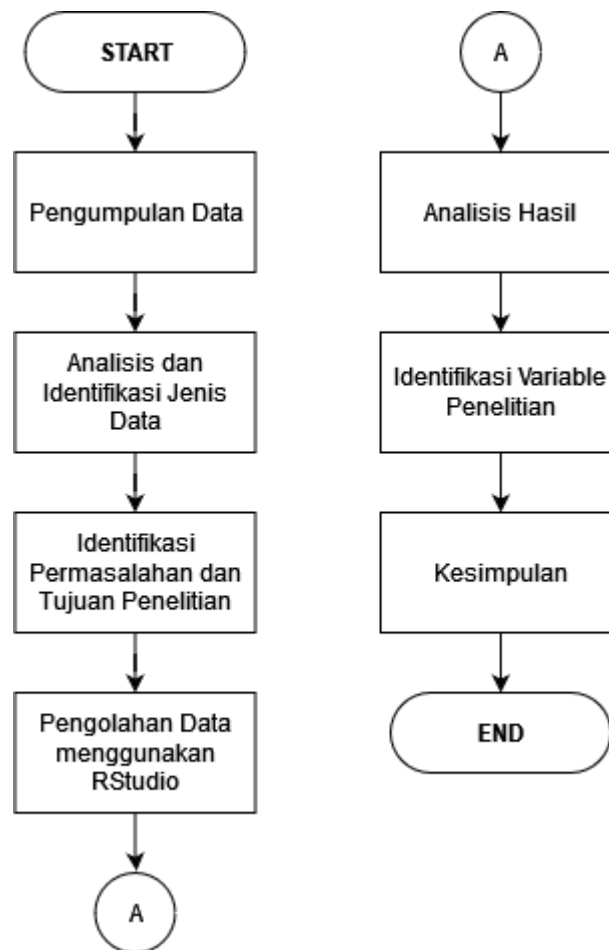 START
Pengumpulan Data
Analisis dan
Identifikasi Jenis
Data
Identifikasi
Permasalahan dan
Tujuan Penelitian
Pengolahan Data
menggunakan
RStudio
A
A
Analisis Hasil
Identifikasi Variable
Penelitian
Kesimpulan
END